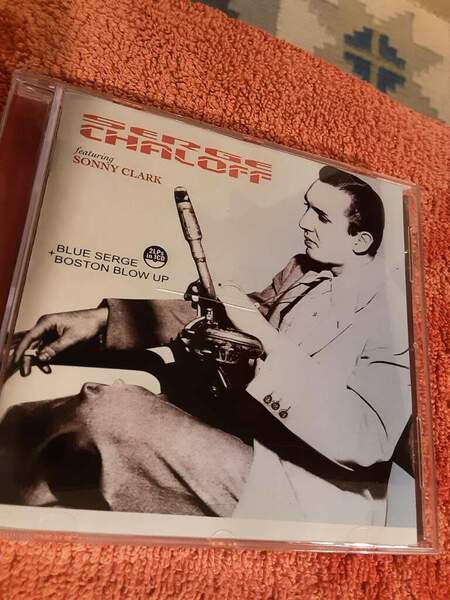 SERGE
CHALOFF
featuring
SONNY CLARK
BLUE SERGE
+BOSTON BLOW UP
2LPs
in 1CD